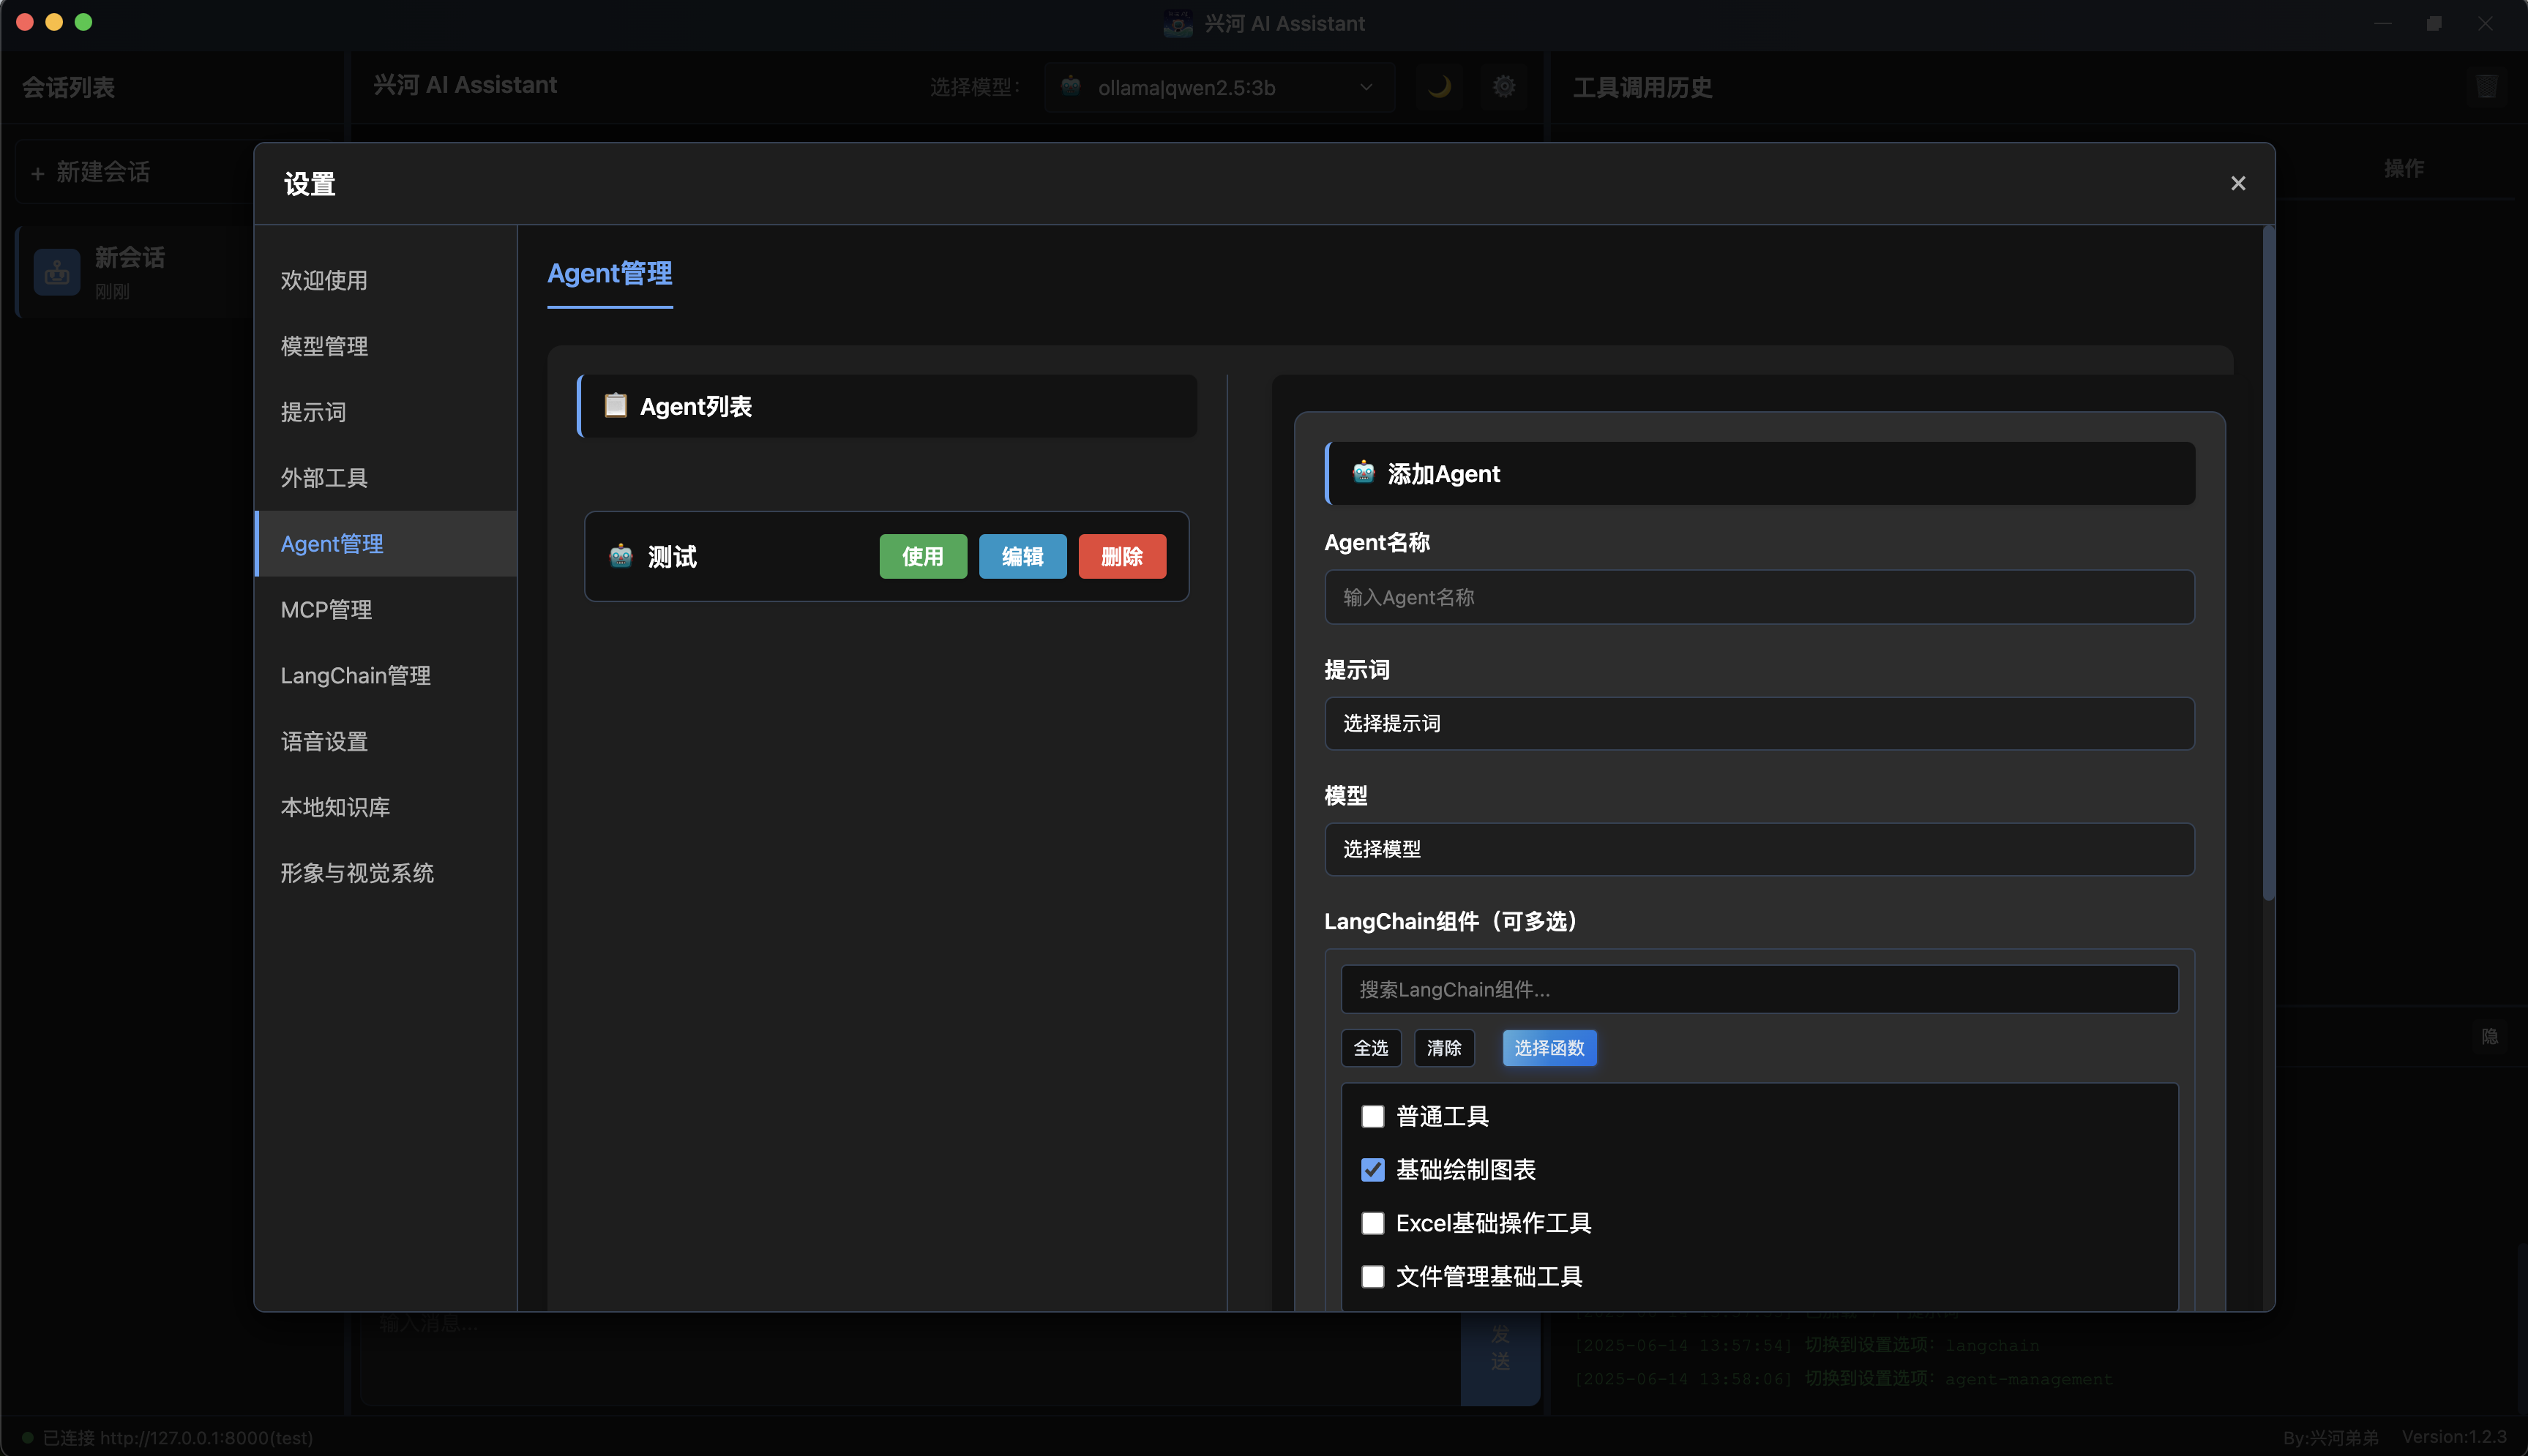 兴河 AI Assistant
会话列表
兴河 AI Assistant
选择模型：
ollama|qwen2.5:3b
工具调用历史
+ 新建会话
操作
新会话
刚刚
设置
×
欢迎使用
模型管理
提示词
外部工具
Agent管理
MCP管理
LangChain管理
语音设置
本地知识库
形象与视觉系统
Agent管理
Agent列表
测试
使用
编辑
删除
添加Agent
Agent名称
输入Agent名称
提示词
选择提示词
模型
选择模型
LangChain组件（可多选）
搜索LangChain组件...
全选
清除
选择函数
普通工具
基础绘制图表
Excel基础操作工具
文件管理基础工具
隐
输入消息...
发送
[2025-06-14 13:57:54] 切换到设置选项: langchain
[2025-06-14 13:58:06] 切换到设置选项: agent-management
已连接 http://127.0.0.1:8000(test)
By:兴河弟弟
Version:1.2.3